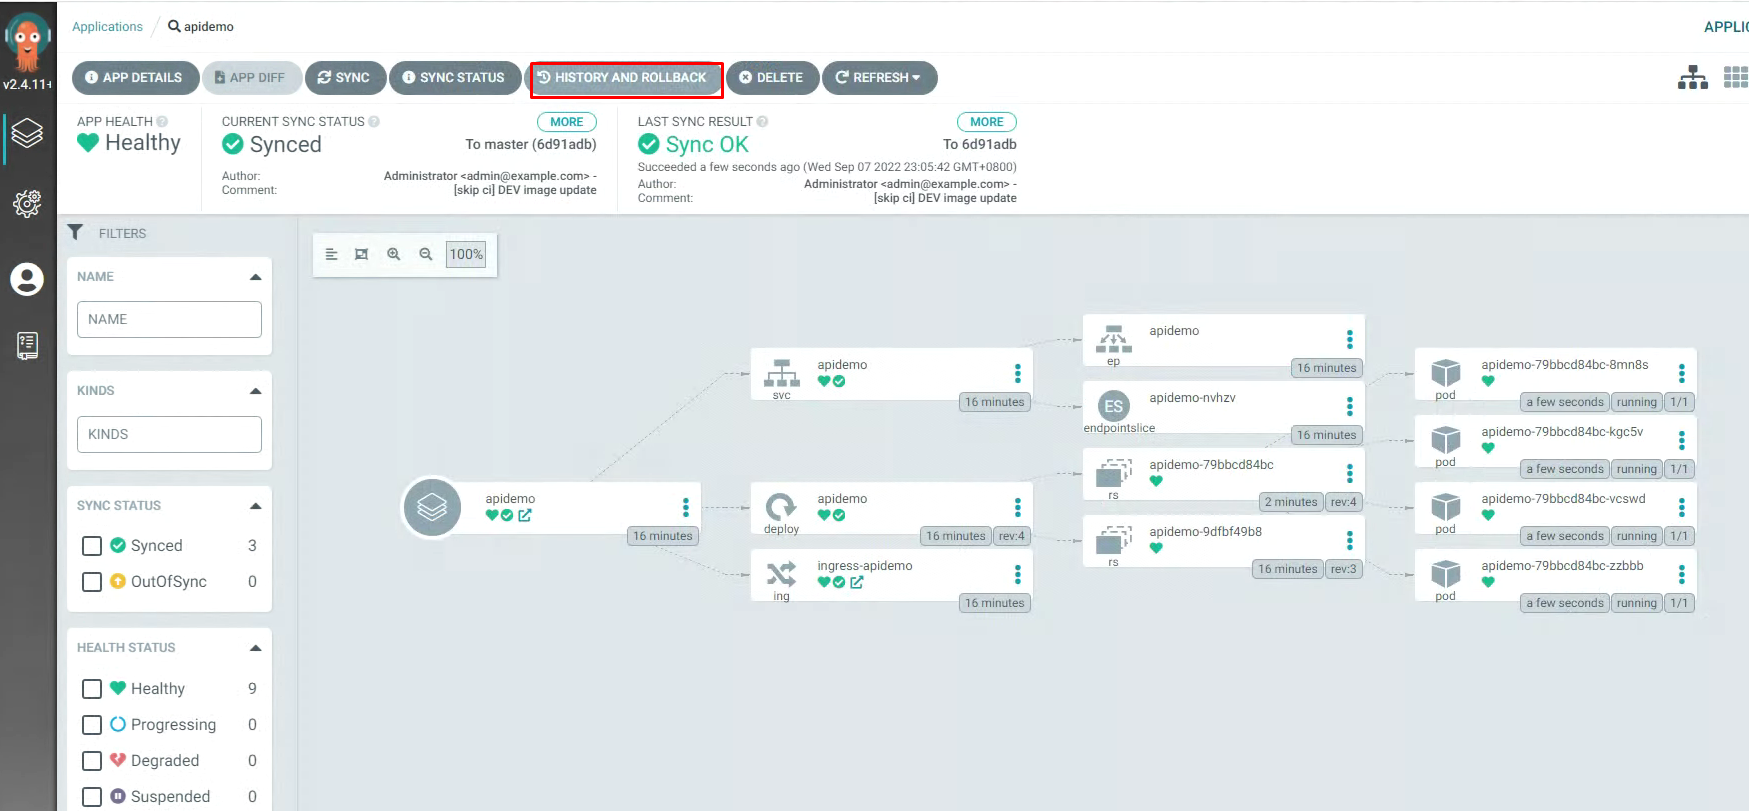 Applications / apidemo
APPLIC
v2.4.11+
APP DETAILS APP DIFF SYNC SYNC STATUS HISTORY AND ROLLBACK DELETE REFRESH
APP HEALTH
Healthy
CURRENT SYNC STATUS MORE
Synced To master (6d91adb)
Author: Administrator <admin@example.com> -
Comment: [skip ci] DEV image update
LAST SYNC RESULT MORE
Sync OK To 6d91adb
Succeeded a few seconds ago (Wed Sep 07 2022 23:05:42 GMT+0800)
Author: Administrator <admin@example.com> -
Comment: [skip ci] DEV image update
FILTERS
NAME
NAME
KINDS
KINDS
SYNC STATUS
Synced 3
OutOfSync 0
HEALTH STATUS
Healthy 9
Progressing 0
Degraded 0
Suspended 0
100%
apidemo
16 minutes
apidemo
svc
16 minutes
apidemo
deploy
16 minutes rev:4
ingress-apidemo
ing
16 minutes
apidemo
ep
16 minutes
ES
apidemo-nvhzv
endpointslice
16 minutes
apidemo-79bbcd84bc
rs
2 minutes rev:4
apidemo-9dfbf49b8
rs
16 minutes rev:3
apidemo-79bbcd84bc-8mn8s
pod
a few seconds running 1/1
apidemo-79bbcd84bc-kgc5v
pod
a few seconds running 1/1
apidemo-79bbcd84bc-vcswd
pod
a few seconds running 1/1
apidemo-79bbcd84bc-zzbbb
pod
a few seconds running 1/1